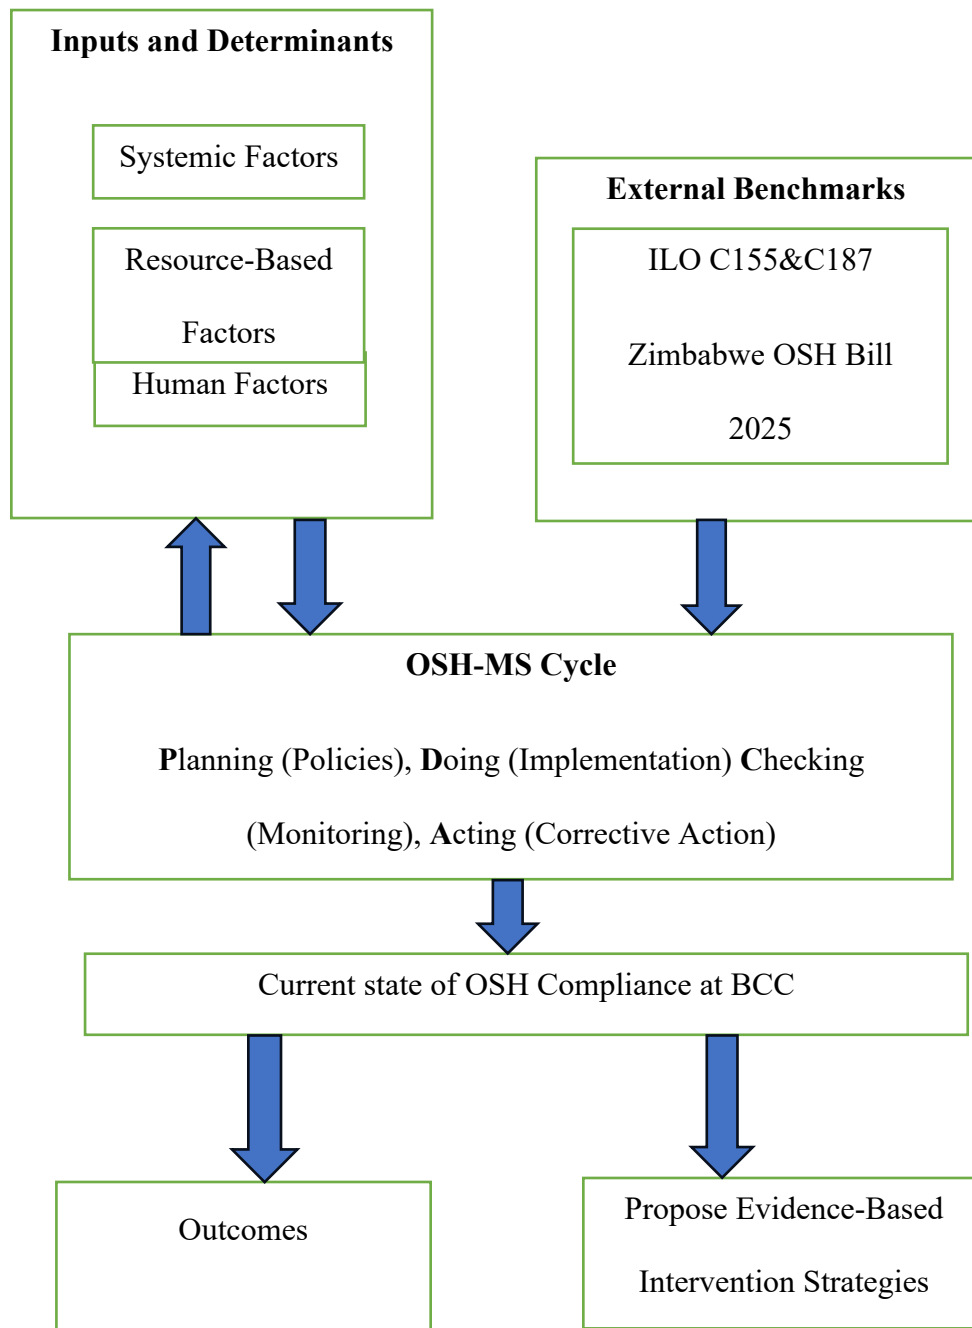 Inputs and Determinants
Systemic Factors
Resource-Based
Factors
Human Factors
External Benchmarks
ILO C155&C187
Zimbabwe OSH Bill
2025
OSH-MS Cycle
Planning (Policies), Doing (Implementation) Checking
(Monitoring), Acting (Corrective Action)
Current state of OSH Compliance at BCC
Outcomes
Propose Evidence-Based
Intervention Strategies